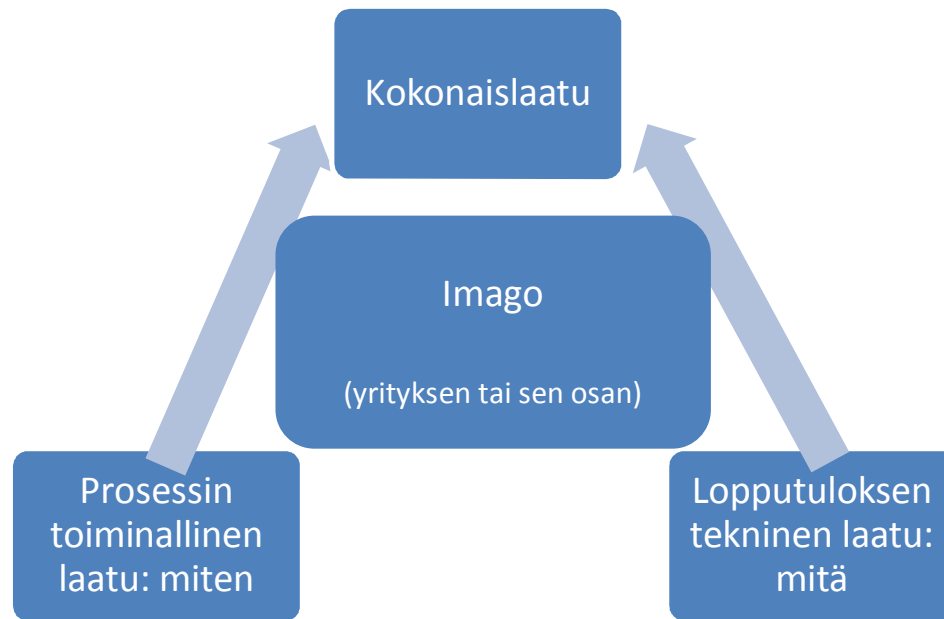 Kokonaislaatu
Imago
(yrityksen tai sen osan)
Prosessin
toiminallinen
laatu: miten
Lopputuloksen
tekninen laatu:
mitä